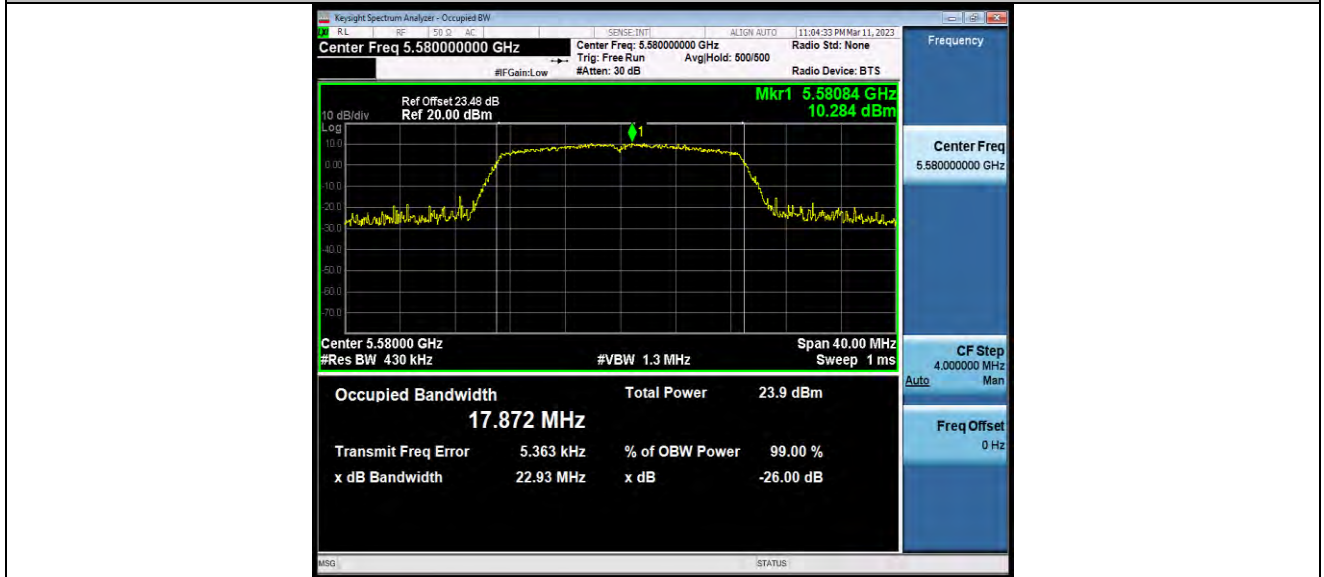 Keysight Spectrum Analyzer - Occupied BW
RL RF 50 Ω AC SENSE:INT ALIGN AUTO 11:04:33 PM Mar 11, 2023
Center Freq 5.580000000 GHz
Center Freq: 5.580000000 GHz Radio Std: None
Trig: Free Run Avg|Hold: 500/500
#IFGain:Low #Atten: 30 dB Radio Device: BTS
Mkr1 5.58084 GHz
10.284 dBm
Ref Offset 23.48 dB
10 dB/div Ref 20.00 dBm
Log
10.0
0.00
-10.0
-20.0
-30.0
-40.0
-50.0
-60.0
-70.0
1
Center 5.58000 GHz Span 40.00 MHz
#Res BW 430 kHz #VBW 1.3 MHz Sweep 1 ms
Occupied Bandwidth Total Power 23.9 dBm
17.872 MHz
Transmit Freq Error 5.363 kHz % of OBW Power 99.00 %
x dB Bandwidth 22.93 MHz x dB -26.00 dB
MSG STATUS
Frequency
Center Freq
5.580000000 GHz
CF Step
4.000000 MHz
Auto Man
Freq Offset
0 Hz